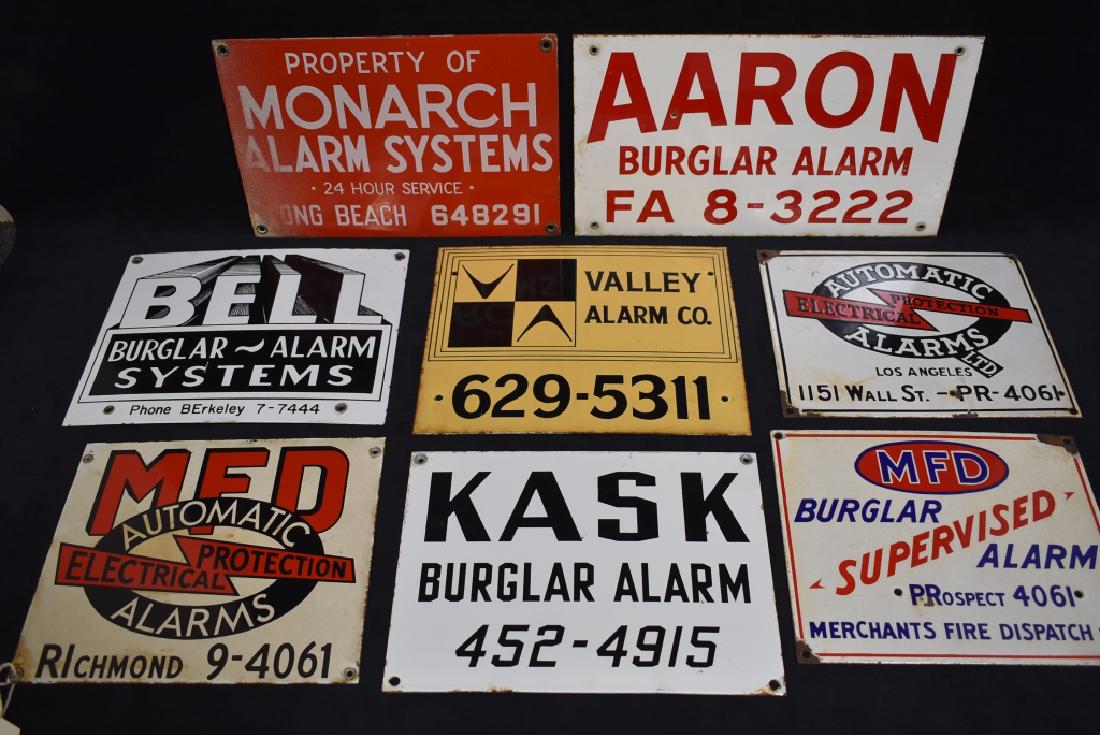 PROPERTY OF
MONARCH
ALARM SYSTEMS
· 24 HOUR SERVICE ·
LONG BEACH 648291
AARON
BURGLAR ALARM
FA 8-3222
BELL
BURGLAR ~ ALARM
SYSTEMS
Phone BErkeley 7-7444
VALLEY
ALARM CO.
· 629-5311 ·
AUTOMATIC
ELECTRICAL PROTECTION
ALARMS LTD
LOS ANGELES
1151 WALL ST. - PR-4061
MFD
AUTOMATIC
ELECTRICAL PROTECTION
ALARMS
RICHMOND 9-4061
KASK
BURGLAR ALARM
452-4915
MFD
BURGLAR
SUPERVISED
ALARM
PROSPECT 4061
MERCHANTS FIRE DISPATCH